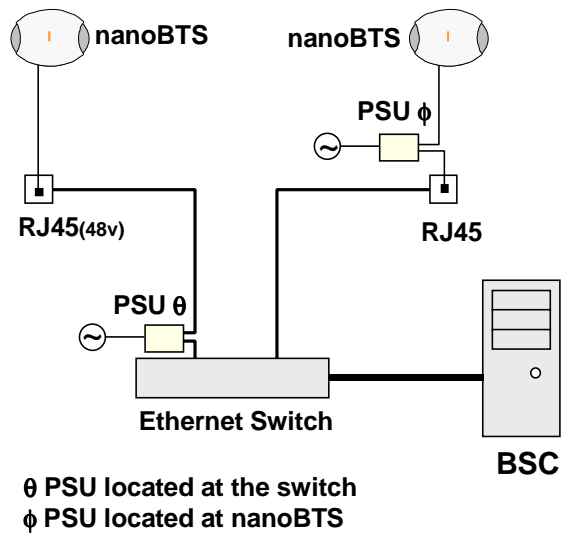 nanoBTS
nanoBTS
PSU ϕ
RJ45(48v)
RJ45
PSU θ
Ethernet Switch
BSC
θ PSU located at the switch
ϕ PSU located at nanoBTS